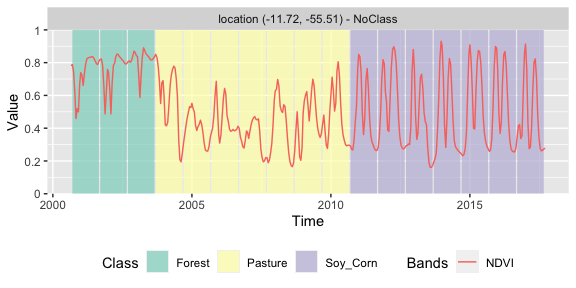 location (-11.72, -55.51) - NoClass
1
0.8
0.6
0.4
0.2
0
Value
2000 2005 2010 2015
Time
Class Forest Pasture Soy_Corn Bands NDVI